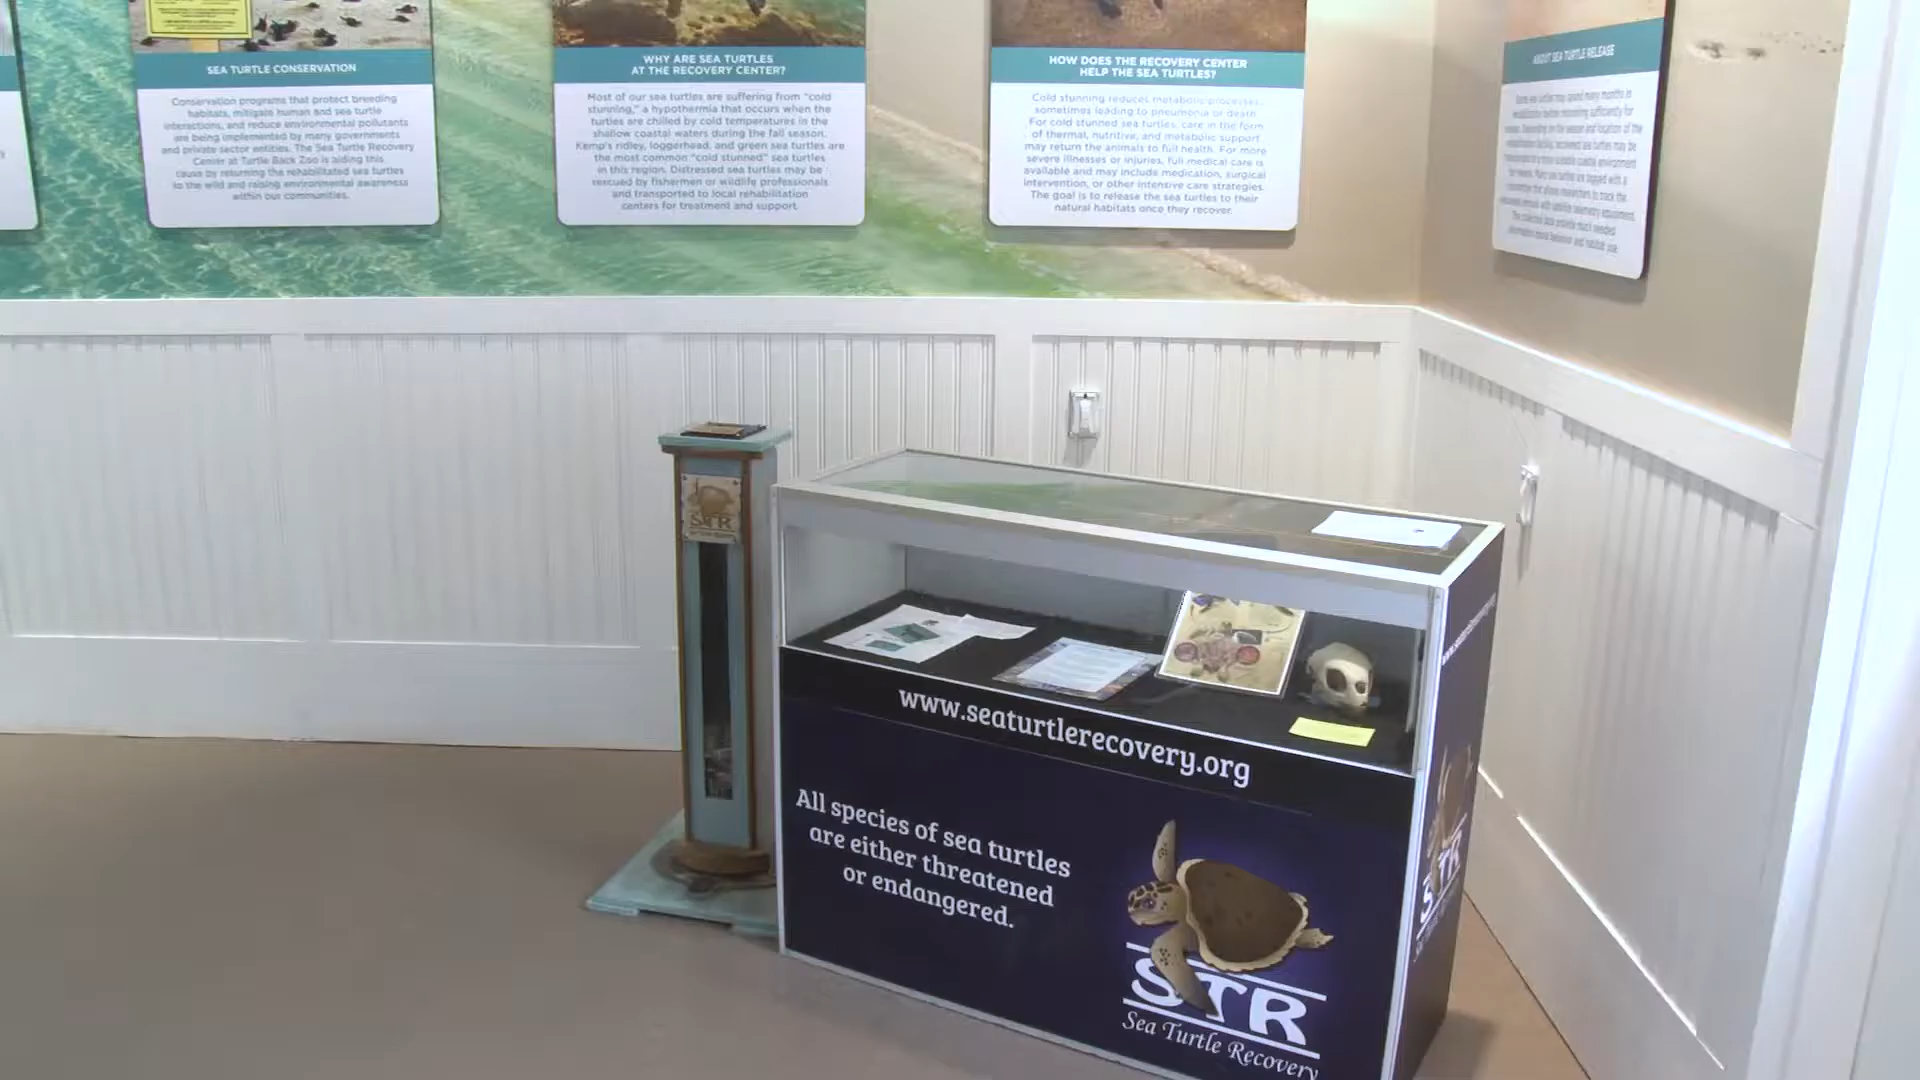 SEA TURTLE CONSERVATION
Conservation programs that protect breeding
habitats, mitigate human and sea turtle
interactions, and reduce environmental pollutants
are being implemented by many governments
and private sector entities. The Sea Turtle Recovery
Center at Turtle Back Zoo is aiding this
cause by returning the rehabilitated sea turtles
to the wild and raising environmental awareness
within our communities.
WHY ARE SEA TURTLES
AT THE RECOVERY CENTER?
Most of our sea turtles are suffering from "cold
stunning," a hypothermia that occurs when the
turtles are chilled by cold temperatures in the
shallow coastal waters during the fall season.
Kemp's ridley, loggerhead, and green sea turtles are
the most common "cold stunned" sea turtles
in this region. Distressed sea turtles may be
rescued by fishermen or wildlife professionals
and transported to local rehabilitation
centers for treatment and support.
HOW DOES THE RECOVERY CENTER
HELP THE SEA TURTLES?
Cold stunning reduces metabolic processes,
sometimes leading to pneumonia or death.
For cold stunned sea turtles, care in the form
of thermal, nutritive, and metabolic support
may return the animals to full health. For more
severe illnesses or injuries, full medical care is
available and may include medication, surgical
intervention, or other intensive care strategies.
The goal is to release the sea turtles to their
natural habitats once they recover.
ABOUT SEA TURTLE RELEASE
STR
www.seaturtlerecovery.org
All species of sea turtles
are either threatened
or endangered.
STR
Sea Turtle Recovery
www.seaturtlerecovery.org
STR